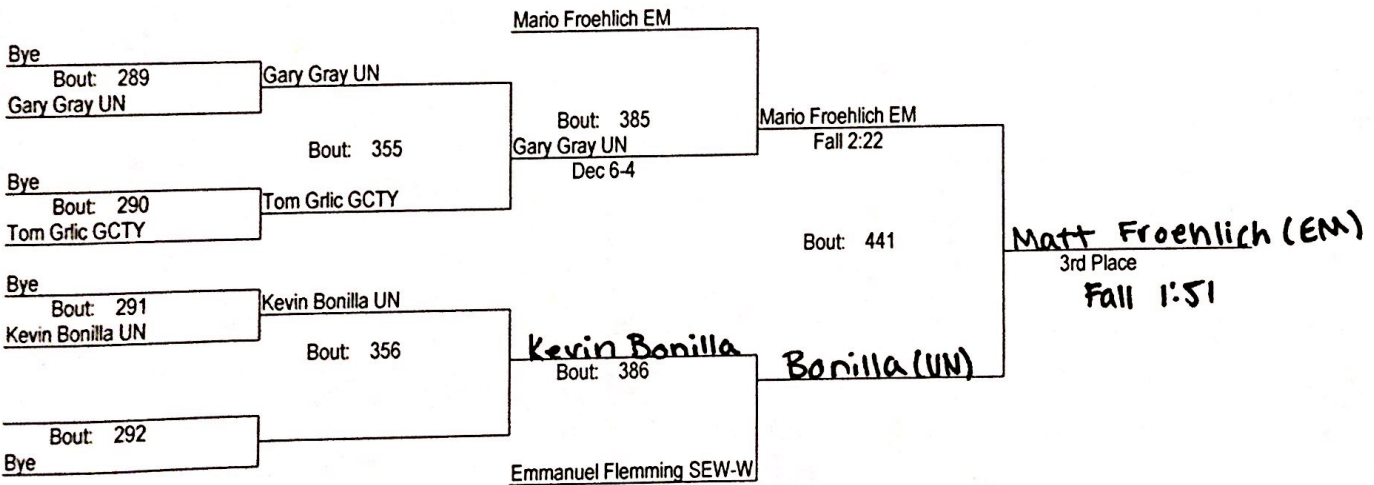 Mario Froehlich EM
Bye
Bout: 289
Gary Gray UN
Gary Gray UN
Bout: 385
Mario Froehlich EM
Fall 2:22
Bout: 355
Gary Gray UN
Dec 6-4
Bye
Bout: 290
Tom Grlic GCTY
Tom Grlic GCTY
Bout: 441
Matt Froehlich (EM)
3rd Place
Fall 1:51
Bye
Bout: 291
Kevin Bonilla UN
Kevin Bonilla UN
Bout: 356
Kevin Bonilla
Bout: 386
Bonilla (UN)
Bout: 292
Bye
Emmanuel Flemming SEW-W